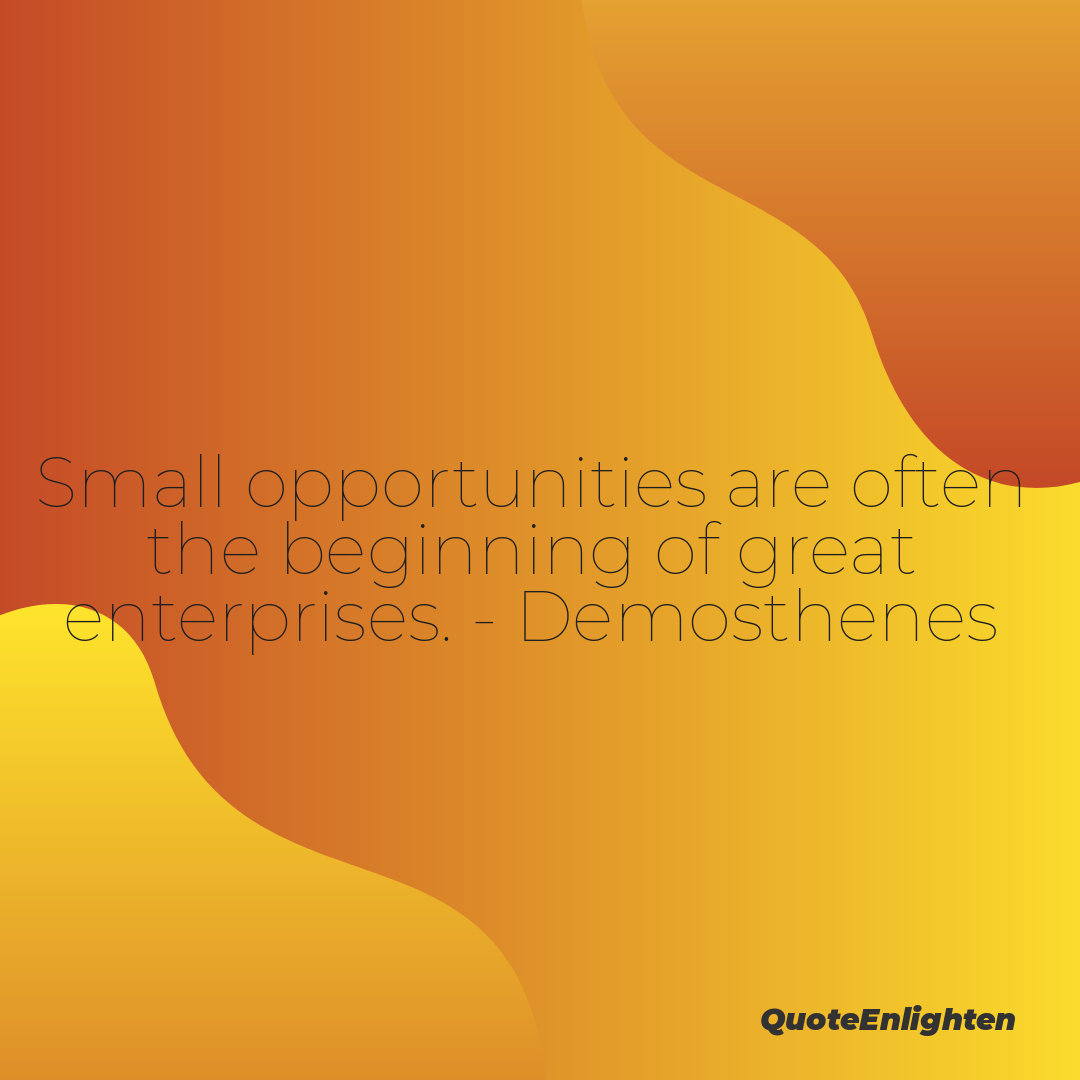 Small opportunities are often
the beginning of great
enterprises. - Demosthenes
QuoteEnlighten